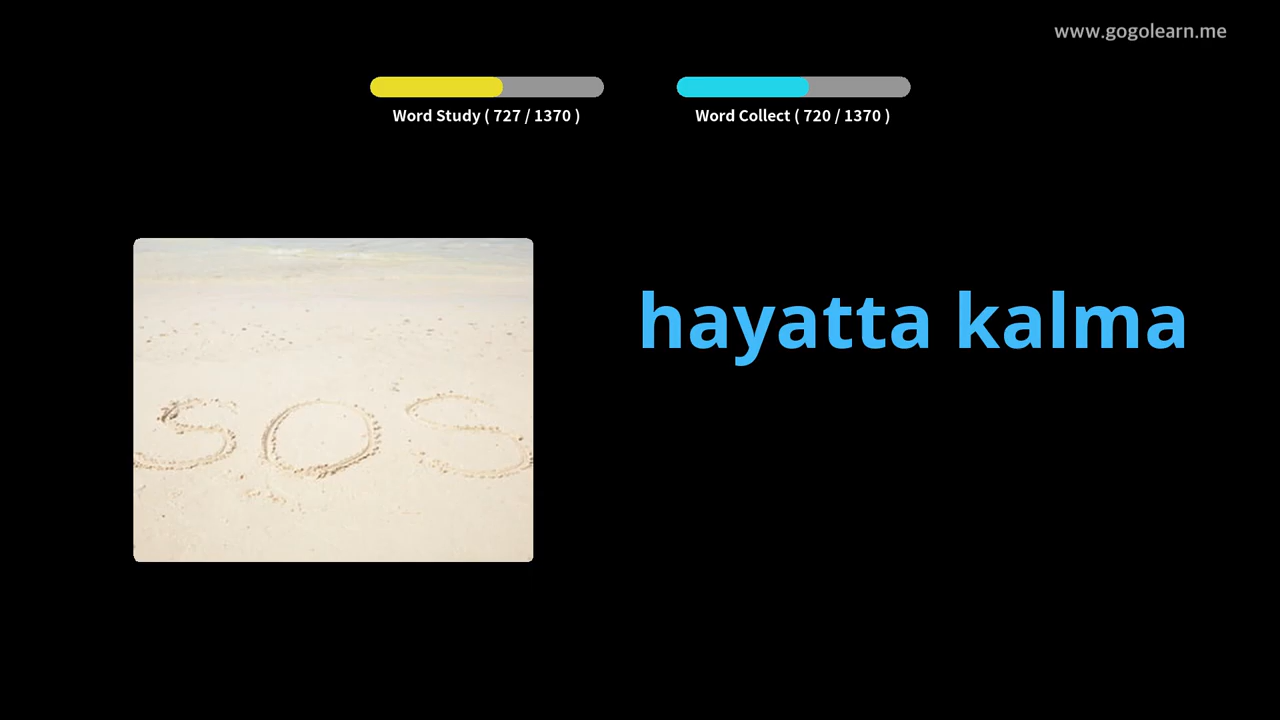 www.gogolearn.me
Word Study ( 727 / 1370 )
Word Collect ( 720 / 1370 )
hayatta kalma
SOS